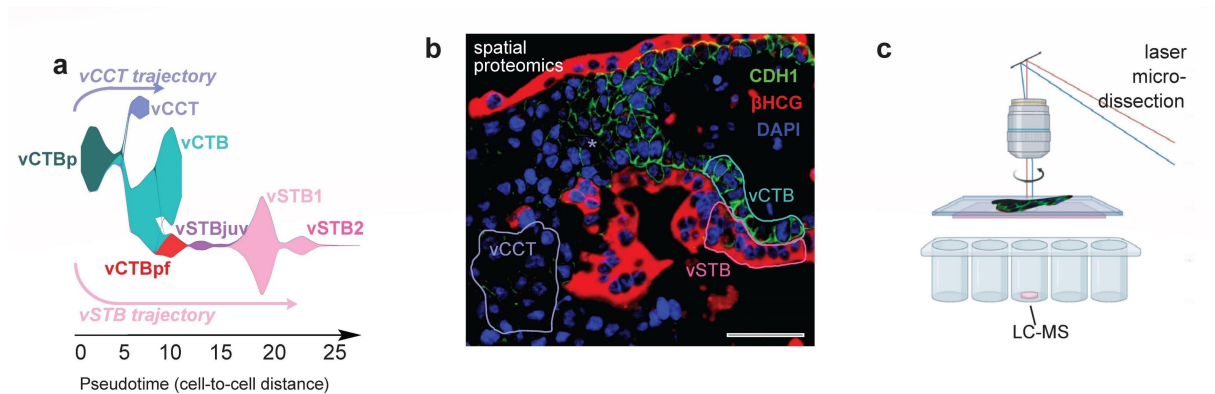 a
vCCT trajectory
vCCT
vCTBp
vCTB
vSTB1
vSTBjuv
vSTB2
vCTBpf
vSTB trajectory
0 5 10 15 20 25
Pseudotime (cell-to-cell distance)
b
spatial
proteomics
CDH1
βHCG
DAPI
*
vCTB
vCCT
vSTB
c
laser
micro-
dissection
LC-MS